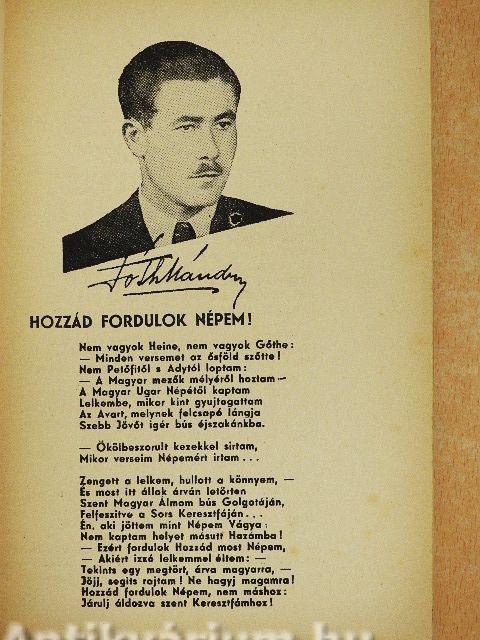 Tóth Nándor
HOZZÁD FORDULOK NÉPEM!
Nem vagyok Heine, nem vagyok Gőthe:
— Minden versemet az ősföld szőtte!
Nem Petőfitől s Adytól loptam:
— A Magyar mezők mélyéről hoztam —
A Magyar Ugar Népétől kaptam
Lelkembe, mikor kint gyujtogattam
Az Avart, melynek felcsapó lángja
Szebb Jövőt igér bús éjszakánkba.
— Ökölbeszorult kezekkel sirtam,
Mikor verseim Népemért irtam . . .
Zengett a lelkem, hullott a könnyem, —
És most itt állok árván letörten
Szent Magyar Álmom bús Golgotáján,
Felfeszitve a Sors Keresztfáján . . .
Én, aki jöttem mint Népem Vágya:
Nem kaptam helyet másutt Hazámba!
— Ezért fordulok Hozzád most Népem,
— Akiért izzó lelkemmel éltem: —
Tekints egy megtört, árva magyarra, —
Jöjj, segits rajtam! Ne hagyj magamra!
Hozzád fordulok Népem, nem máshoz:
Járulj áldozva szent Keresztfámhoz!
Antikvárium.hu